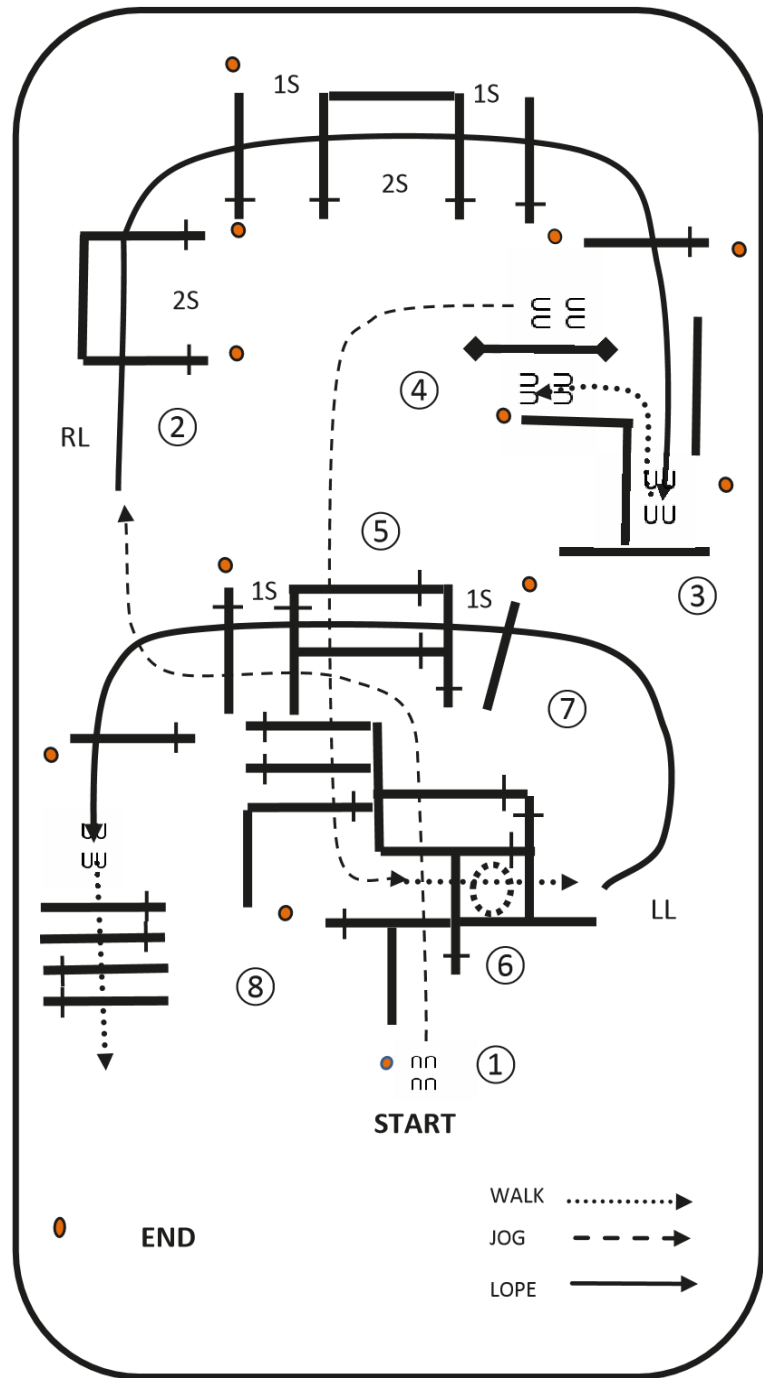 1S
1S
2S
2S
④
RL
②
⑤
③
1S
1S
⑦
LL
⑥
⑧
①
START
WALK
JOG
END
LOPE